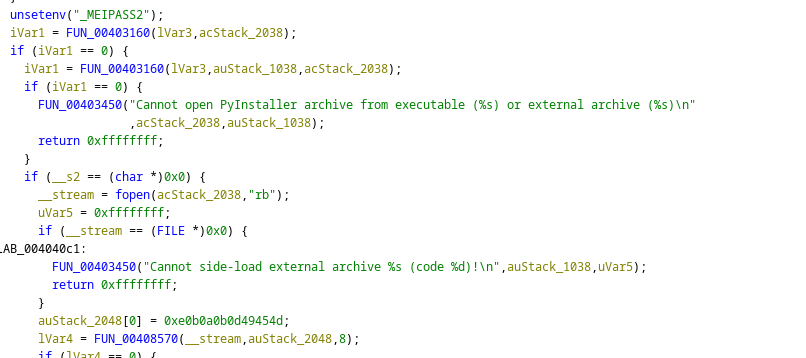 unsetenv("_MEIPASS2");
iVar1 = FUN_00403160(lVar3,acStack_2038);
if (iVar1 == 0) {
iVar1 = FUN_00403160(lVar3,auStack_1038,acStack_2038);
if (iVar1 == 0) {
FUN_00403450("Cannot open PyInstaller archive from executable (%s) or external archive (%s)\n"
,acStack_2038,auStack_1038);
return 0xffffffff;
}
if (__s2 == (char *)0x0) {
__stream = fopen(acStack_2038,"rb");
uVar5 = 0xffffffff;
if (__stream == (FILE *)0x0) {
LAB_004040c1:
FUN_00403450("Cannot side-load external archive %s (code %d)!\n",auStack_1038,uVar5);
return 0xffffffff;
}
auStack_2048[0] = 0xe0b0a0b0d49454d;
lVar4 = FUN_00408570(__stream,auStack_2048,8);
if (lVar4 == 0) {